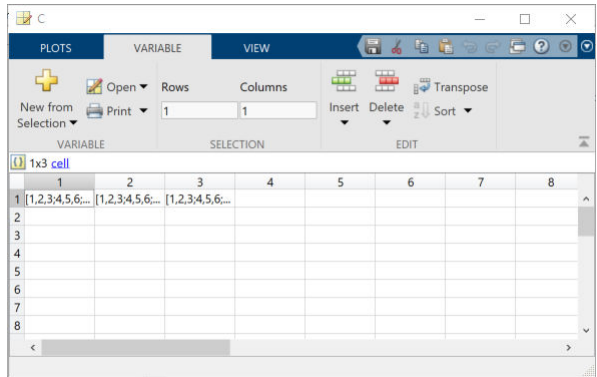 C
PLOTS VARIABLE VIEW
New from Selection Open Print Rows Columns 1 1 Insert Delete Transpose Sort
VARIABLE SELECTION EDIT
1x3 cell
1 2 3 4 5 6 7 8
1 [1,2,3;4,5,6;... [1,2,3;4,5,6;... [1,2,3;4,5,6;...
2
3
4
5
6
7
8